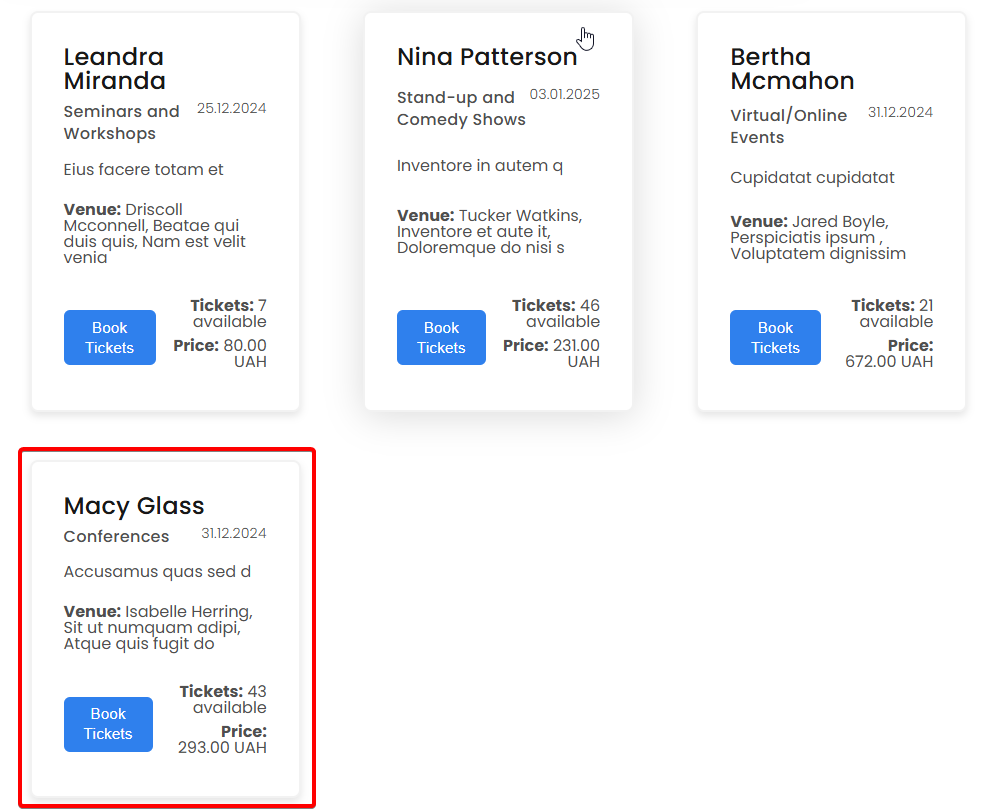 Leandra
Miranda
Seminars and
Workshops
25.12.2024
Eius facere totam et
Venue: Driscoll
Mcconnell, Beatae qui
duis quis, Nam est velit
venia
Book
Tickets
Tickets: 7
available
Price: 80.00
UAH
Nina Patterson
Stand-up and
Comedy Shows
03.01.2025
Inventore in autem q
Venue: Tucker Watkins,
Inventore et aute it,
Doloremque do nisi s
Book
Tickets
Tickets: 46
available
Price: 231.00
UAH
Bertha
Mcmahon
Virtual/Online
Events
31.12.2024
Cupidatat cupidatat
Venue: Jared Boyle,
Perspiciatis ipsum ,
Voluptatem dignissim
Book
Tickets
Tickets: 21
available
Price:
672.00 UAH
Macy Glass
Conferences
31.12.2024
Accusamus quas sed d
Venue: Isabelle Herring,
Sit ut numquam adipi,
Atque quis fugit do
Book
Tickets
Tickets: 43
available
Price:
293.00 UAH